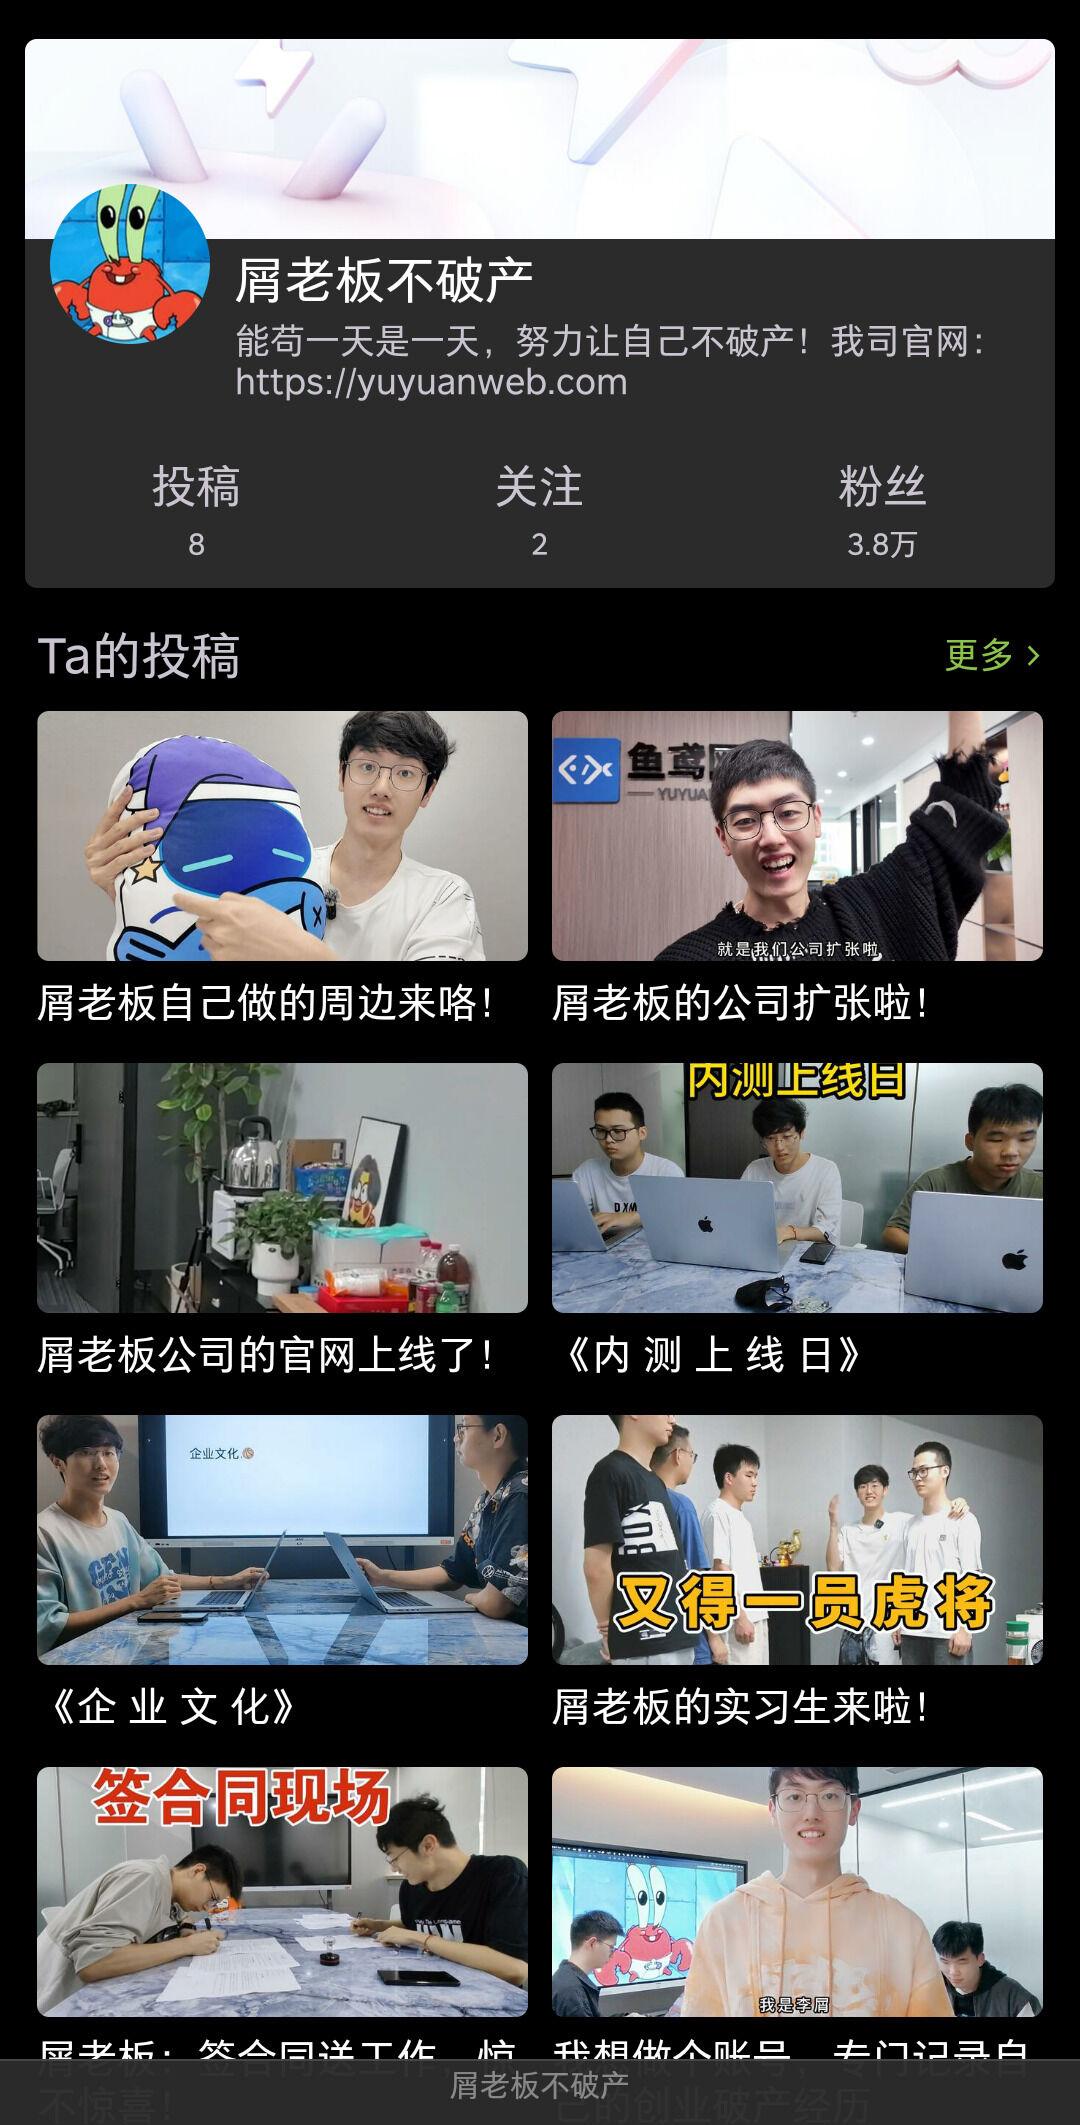 屑老板不破产
能苟一天是一天，努力让自己不破产！我司官网：
https://yuyuanweb.com
投稿
关注
粉丝
8
2
3.8万
Ta的投稿
更多
鱼鸢网
YUYUAN
就是我们公司扩张啦
屑老板自己做的周边来咯！
屑老板的公司扩张啦！
内测上线日
屑老板公司的官网上线了！
《内 测 上 线 日》
企业文化
又得一员虎将
《企 业 文 化》
屑老板的实习生来啦！
签合同现场
我是李屑
屑老板：签合同送工作，惊
不惊喜！
我想做个账号，专门记录自
己的创业破产经历
屑老板不破产